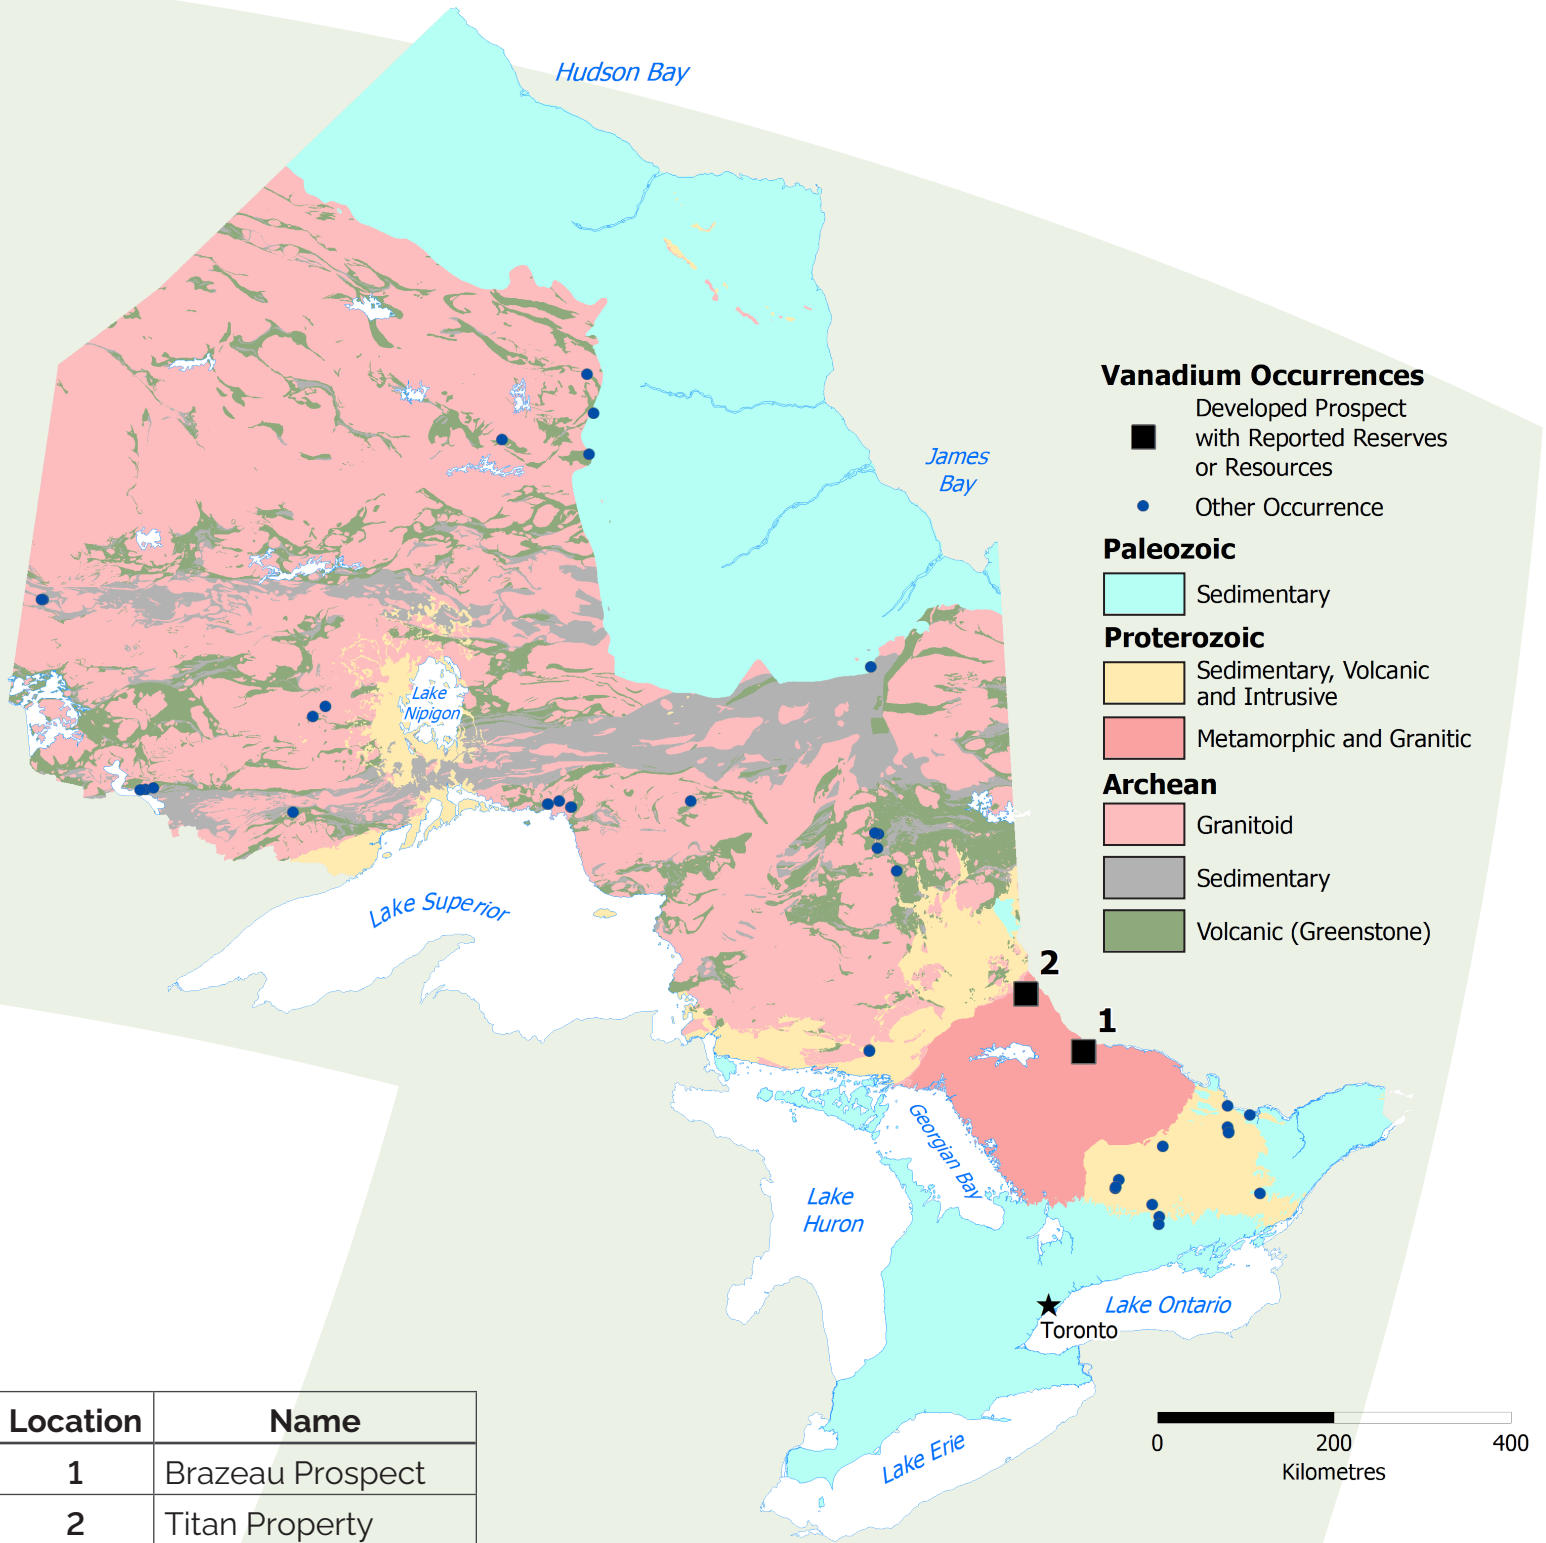 Hudson Bay
James
Bay
Lake
Nipigon
Lake Superior
Georgian Bay
Lake
Huron
Lake Ontario
Toronto
Lake Erie
2
1
Vanadium Occurrences
Developed Prospect
with Reported Reserves
or Resources
Other Occurrence
Paleozoic
Sedimentary
Proterozoic
Sedimentary, Volcanic
and Intrusive
Metamorphic and Granitic
Archean
Granitoid
Sedimentary
Volcanic (Greenstone)
0 200 400
Kilometres
Location Name
1 Brazeau Prospect
2 Titan Property